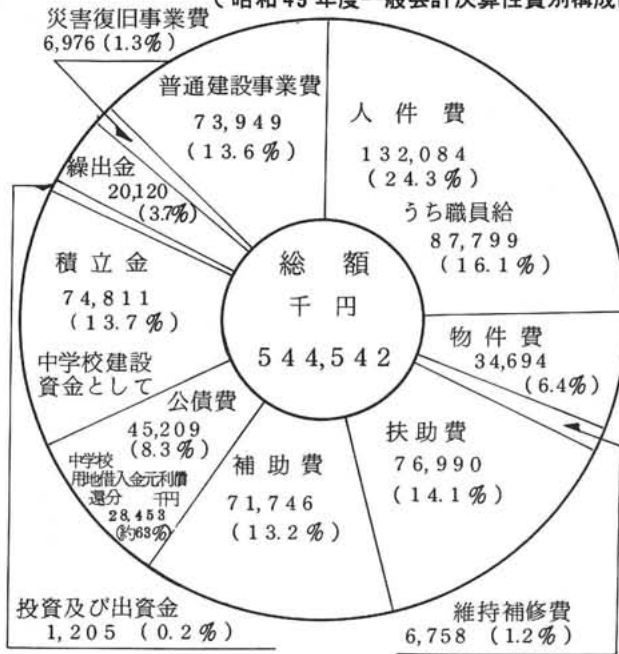 (昭和49年度一般会計決算性質別構成
災害復旧事業費
6,976(1.3%)
普通建設事業費
73,949
(13.6%)
人件費
132,084
(24.3%)
うち職員給
87,799
(16.1%)
繰出金
20,120
(3.7%)
積立金
74,811
(13.7%)
中学校建設
資金として
総額
千円
544,542
物件費
34,694
(6.4%)
公債費
45,209
(8.3%)
中学校
用地借入金元利償
還分 千円
28,453
(約63%)
補助費
71,746
(13.2%)
扶助費
76,990
(14.1%)
投資及び出資金
1,205 (0.2%)
維持補修費
6,758 (1.2%)